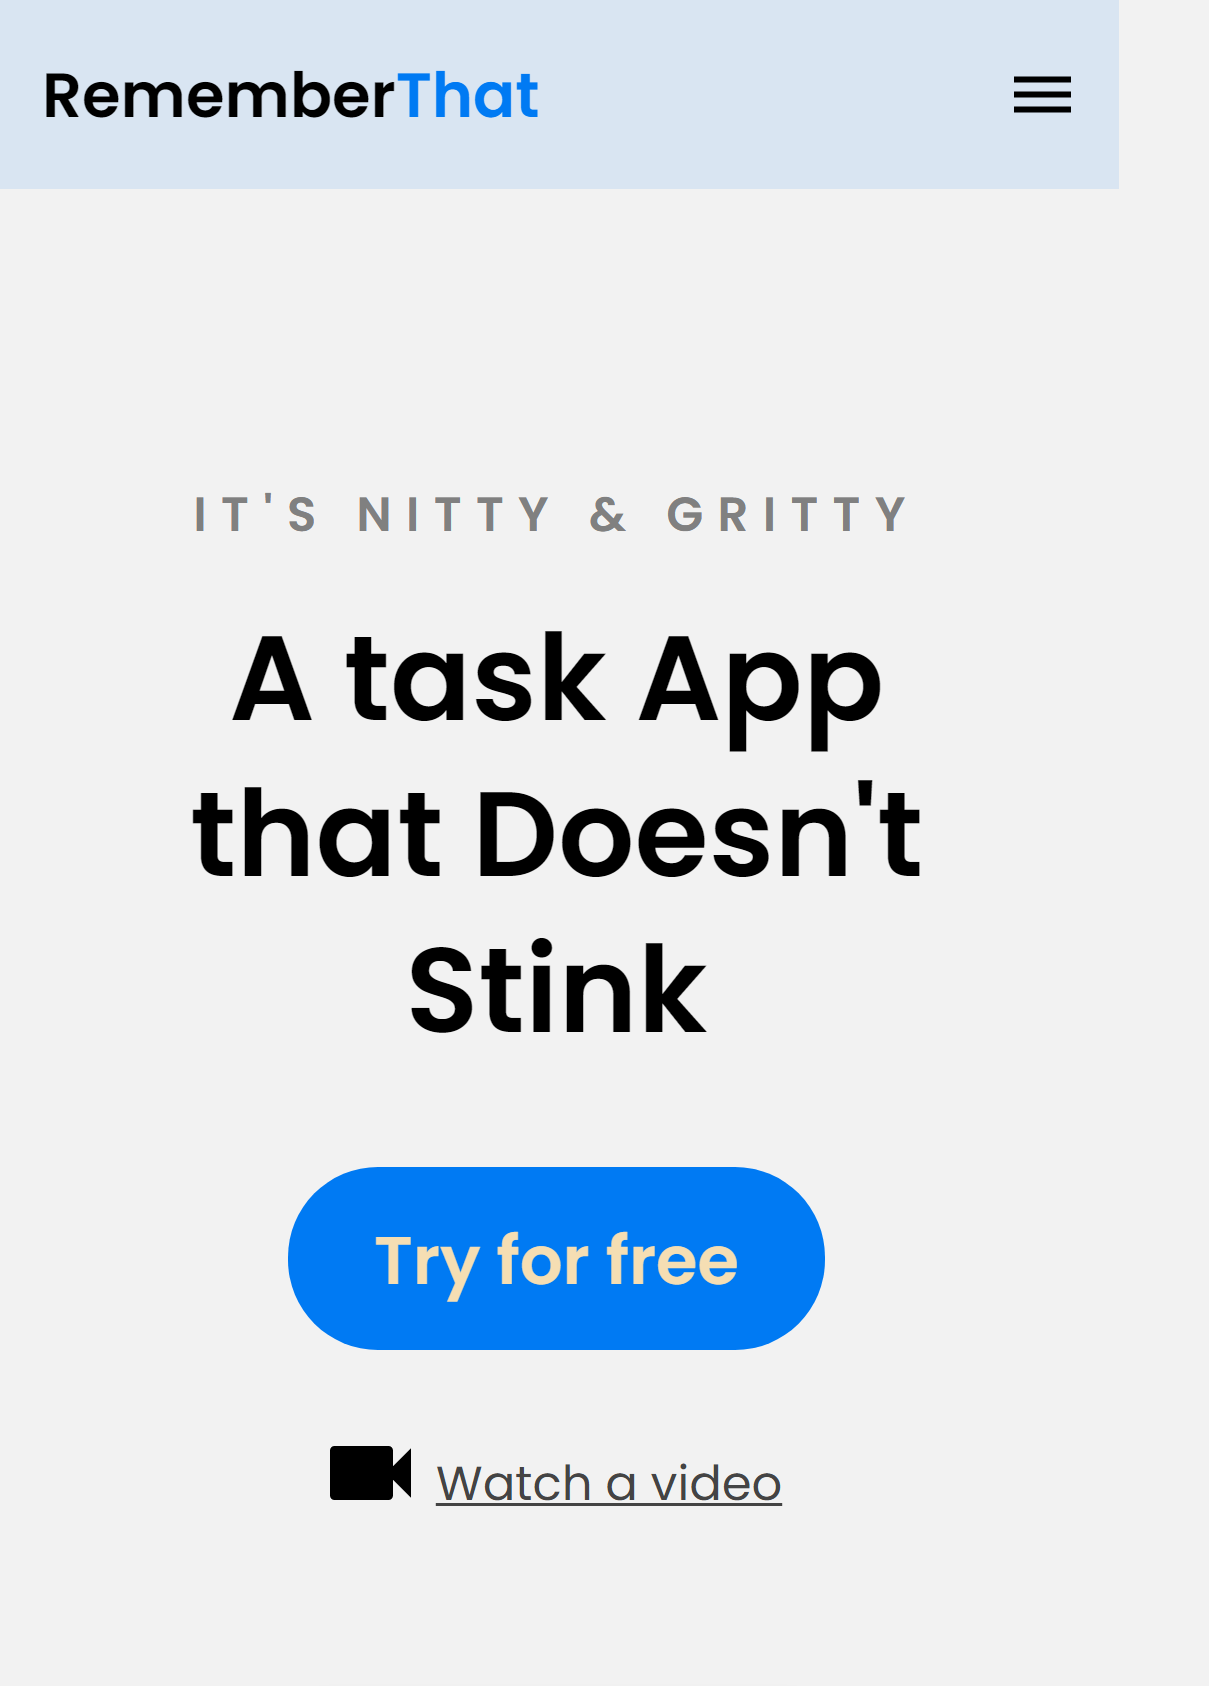 RememberThat
IT'S NITTY & GRITTY
A task App
that Doesn't
Stink
Try for free
Watch a video